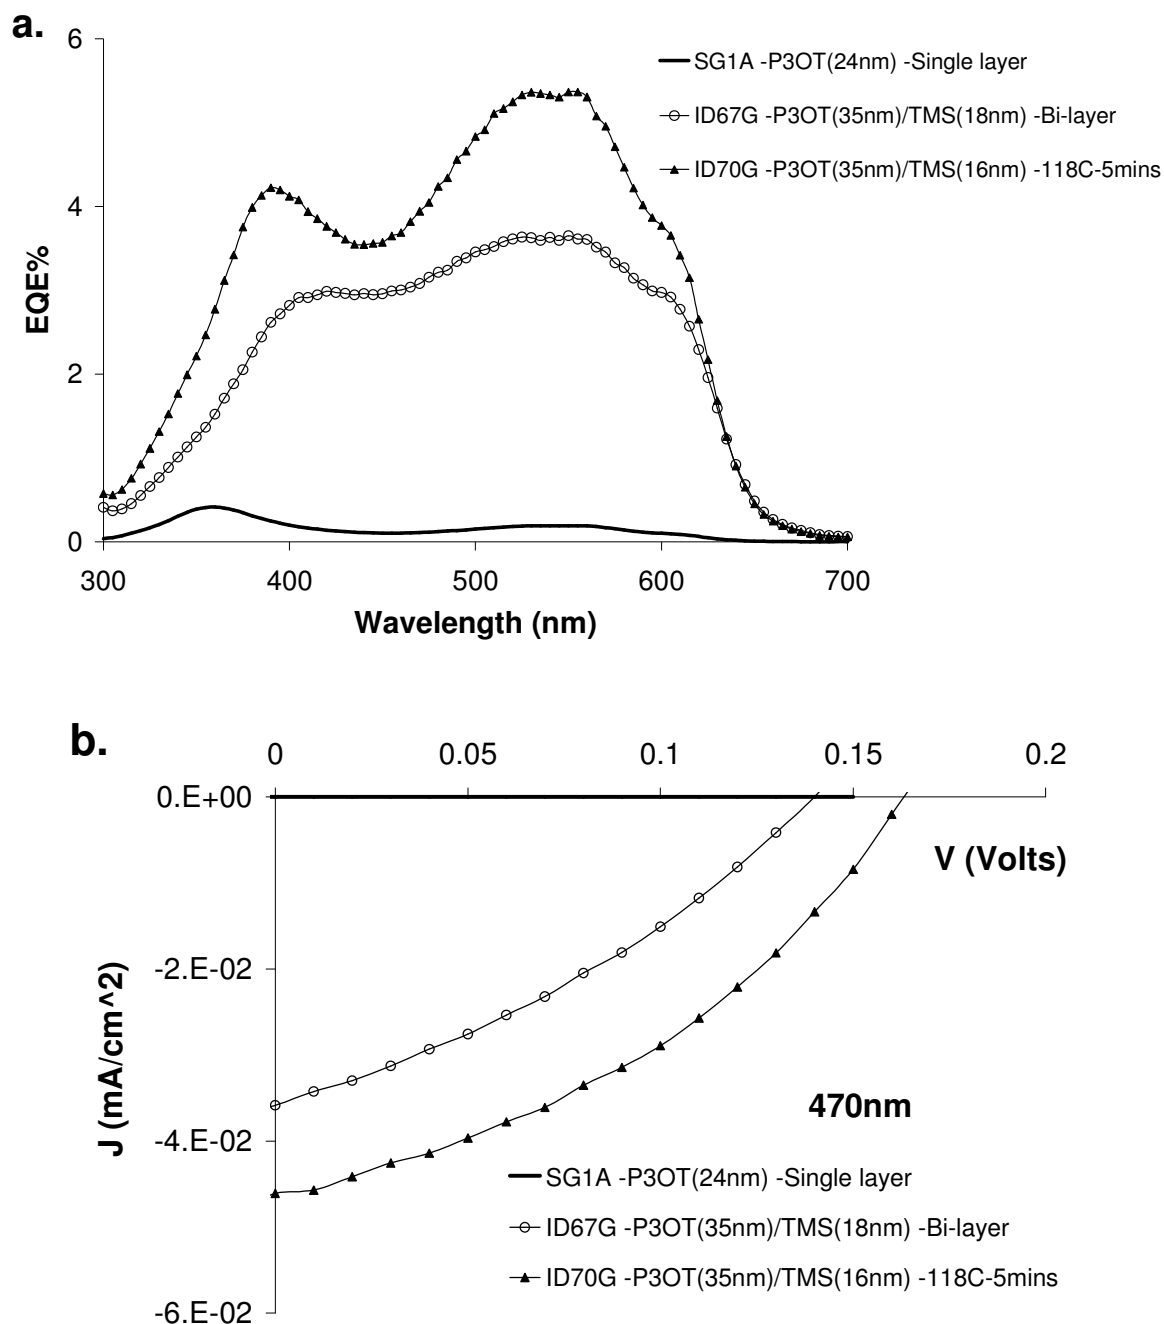 a.
6
SG1A -P3OT(24nm) -Single layer
ID67G -P3OT(35nm)/TMS(18nm) -Bi-layer
ID70G -P3OT(35nm)/TMS(16nm) -118C-5mins
4
EQE%
2
0
300 400 500 600 700
Wavelength (nm)
b.
0 0.05 0.1 0.15 0.2
0.E+00
V (Volts)
-2.E-02
J (mA/cm^2)
470nm
-4.E-02
SG1A -P3OT(24nm) -Single layer
ID67G -P3OT(35nm)/TMS(18nm) -Bi-layer
ID70G -P3OT(35nm)/TMS(16nm) -118C-5mins
-6.E-02